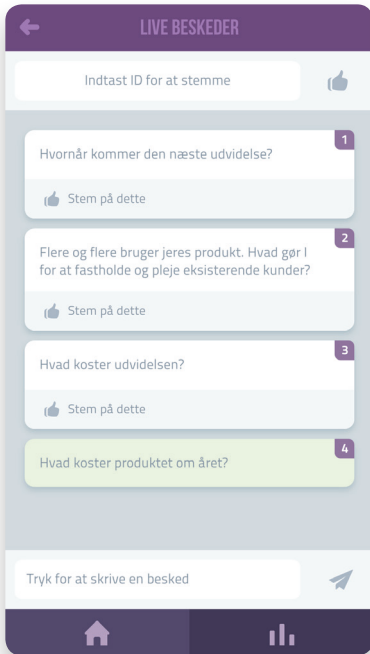 LIVE BESKEDER
Indtast ID for at stemme
1
Hvornår kommer den næste udvidelse?
Stem på dette
2
Flere og flere bruger jeres produkt. Hvad gør I
for at fastholde og pleje eksisterende kunder?
Stem på dette
3
Hvad koster udvidelsen?
Stem på dette
4
Hvad koster produktet om året?
Tryk for at skrive en besked